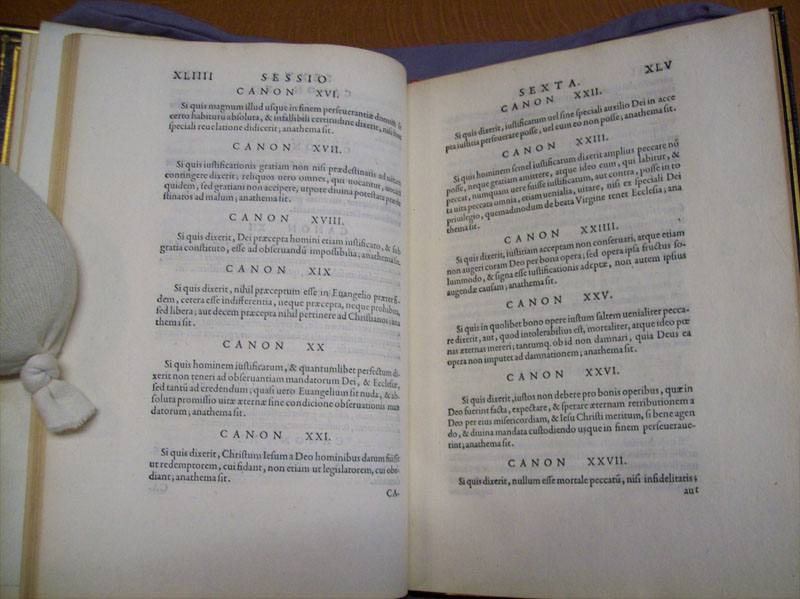 XLIIII SESSIO
CANON XVI.
Si quis magnum illud usque in finem perseuerantiæ donum se
certo habiturū absoluta, & infallibili certitudine dixerit, nisi hoc
speciali reuelatione didicerit; anathema sit.
CANON XVII.
Si quis iustificationis gratiam non nisi prædestinatis ad uitam
contingere dixerit; reliquos uero omnes, qui uocantur, uocari
quidem, sed gratiam non accipere, utpote diuina potestate præde
stinatos ad malum; anathema sit.
CANON XVIII.
Si quis dixerit, Dei præcepta homini etiam iustificato, & sub
gratia constituto, esse ad obseruandū impossibilia; anathema sit.
CANON XIX
Si quis dixerit, nihil præceptum esse in Euangelio præter fi-
dem, cetera esse indifferentia, neque præcepta, neque prohibita,
sed libera; aut decem præcepta nihil pertinere ad Christianos; ana
thema sit.
CANON XX
Si quis hominem iustificatum, & quantumlibet perfectum di-
xerit non teneri ad obseruantiam mandatorum Dei, & Ecclesiæ,
sed tantū ad credendum; quasi uero Euangelium sit nuda, & ab-
soluta promissio uitæ æternæ sine condicione obseruationis man
datorum; anathema sit.
CANON XXI.
Si quis dixerit, Christum Iesum a Deo hominibus datum fuisse
ut redemptorem, cui fidant, non etiam ut legislatorem, cui obe-
diant; anathema sit.
CA-
SEXTA. XLV
CANON XXII.
Si quis dixerit, iustificatum uel sine speciali auxilio Dei in acce
pta iusticia perseuerare posse, uel cum eo non posse; anathema sit.
CANON XXIII.
Si quis hominem semel iustificatum dixerit amplius peccare nō
posse, neque gratiam amittere, atque ideo eum, qui labitur, &
peccat, numquam uere fuisse iustificatum, aut contra, posse in to
ta uita peccata omnia, etiam uenialia, uitare, nisi ex speciali Dei
priuilegio, quemadmodum de beata Virgine tenet Ecclesia; ana
thema sit.
CANON XXIIII.
Si quis dixerit, iustitiam acceptam non conseruari, atque etiam
non augeri coram Deo per bona opera; sed opera ipsa fructus so-
lummodo, & signa esse iustificationis adeptæ, non autem ipsius
augendæ causam; anathema sit.
CANON XXV.
Si quis in quolibet bono opere iustum saltem uenialiter pecca-
re dixerit, aut, quod intolerabilius est, mortaliter, atque ideo pœ
nas æternas mereri; tantumq. ob id non damnari, quia Deus ea
opera non imputet ad damnationem; anathema sit.
CANON XXVI.
Si quis dixerit, iustos non debere pro bonis operibus, quæ in
Deo fuerint facta, expectare, & sperare æternam retributionem a
Deo per eius misericordiam, & Iesu Christi meritum, si bene agen
do, & diuina mandata custodiendo usque in finem perseueraue-
rint; anathema sit.
CANON XXVII.
Si quis dixerit, nullum esse mortale peccatū, nisi infidelitatis;
aut